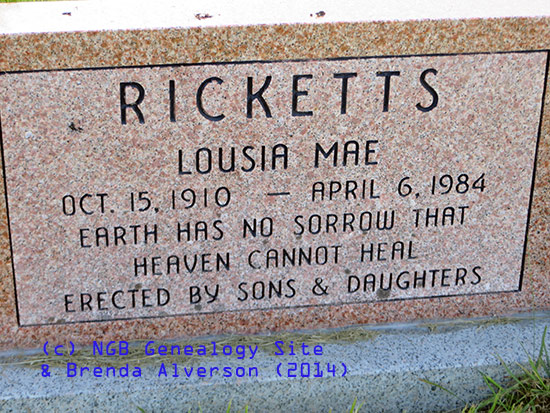 RICKETTS
LOUSIA MAE
OCT. 15, 1910 — APRIL 6, 1984
EARTH HAS NO SORROW THAT
HEAVEN CANNOT HEAL
ERECTED BY SONS & DAUGHTERS
(c) NGB Genealogy Site
& Brenda Alverson (2014)